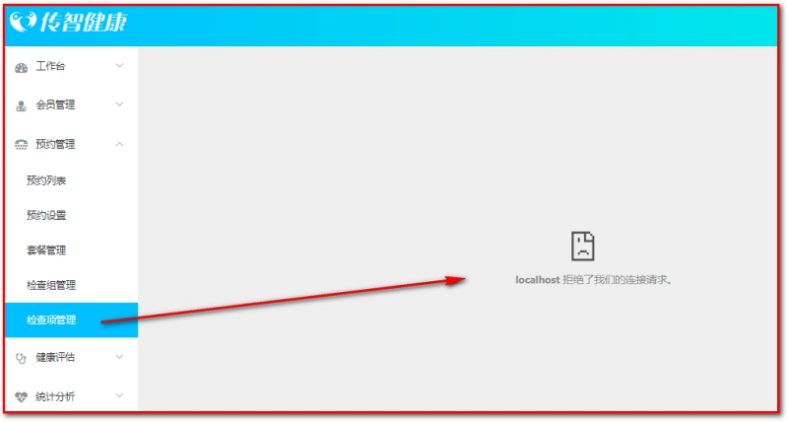 传智健康
工作台
会员管理
预约管理
预约列表
预约设置
套餐管理
检查组管理
检查项管理
健康评估
统计分析
localhost 拒绝了我们的连接请求。